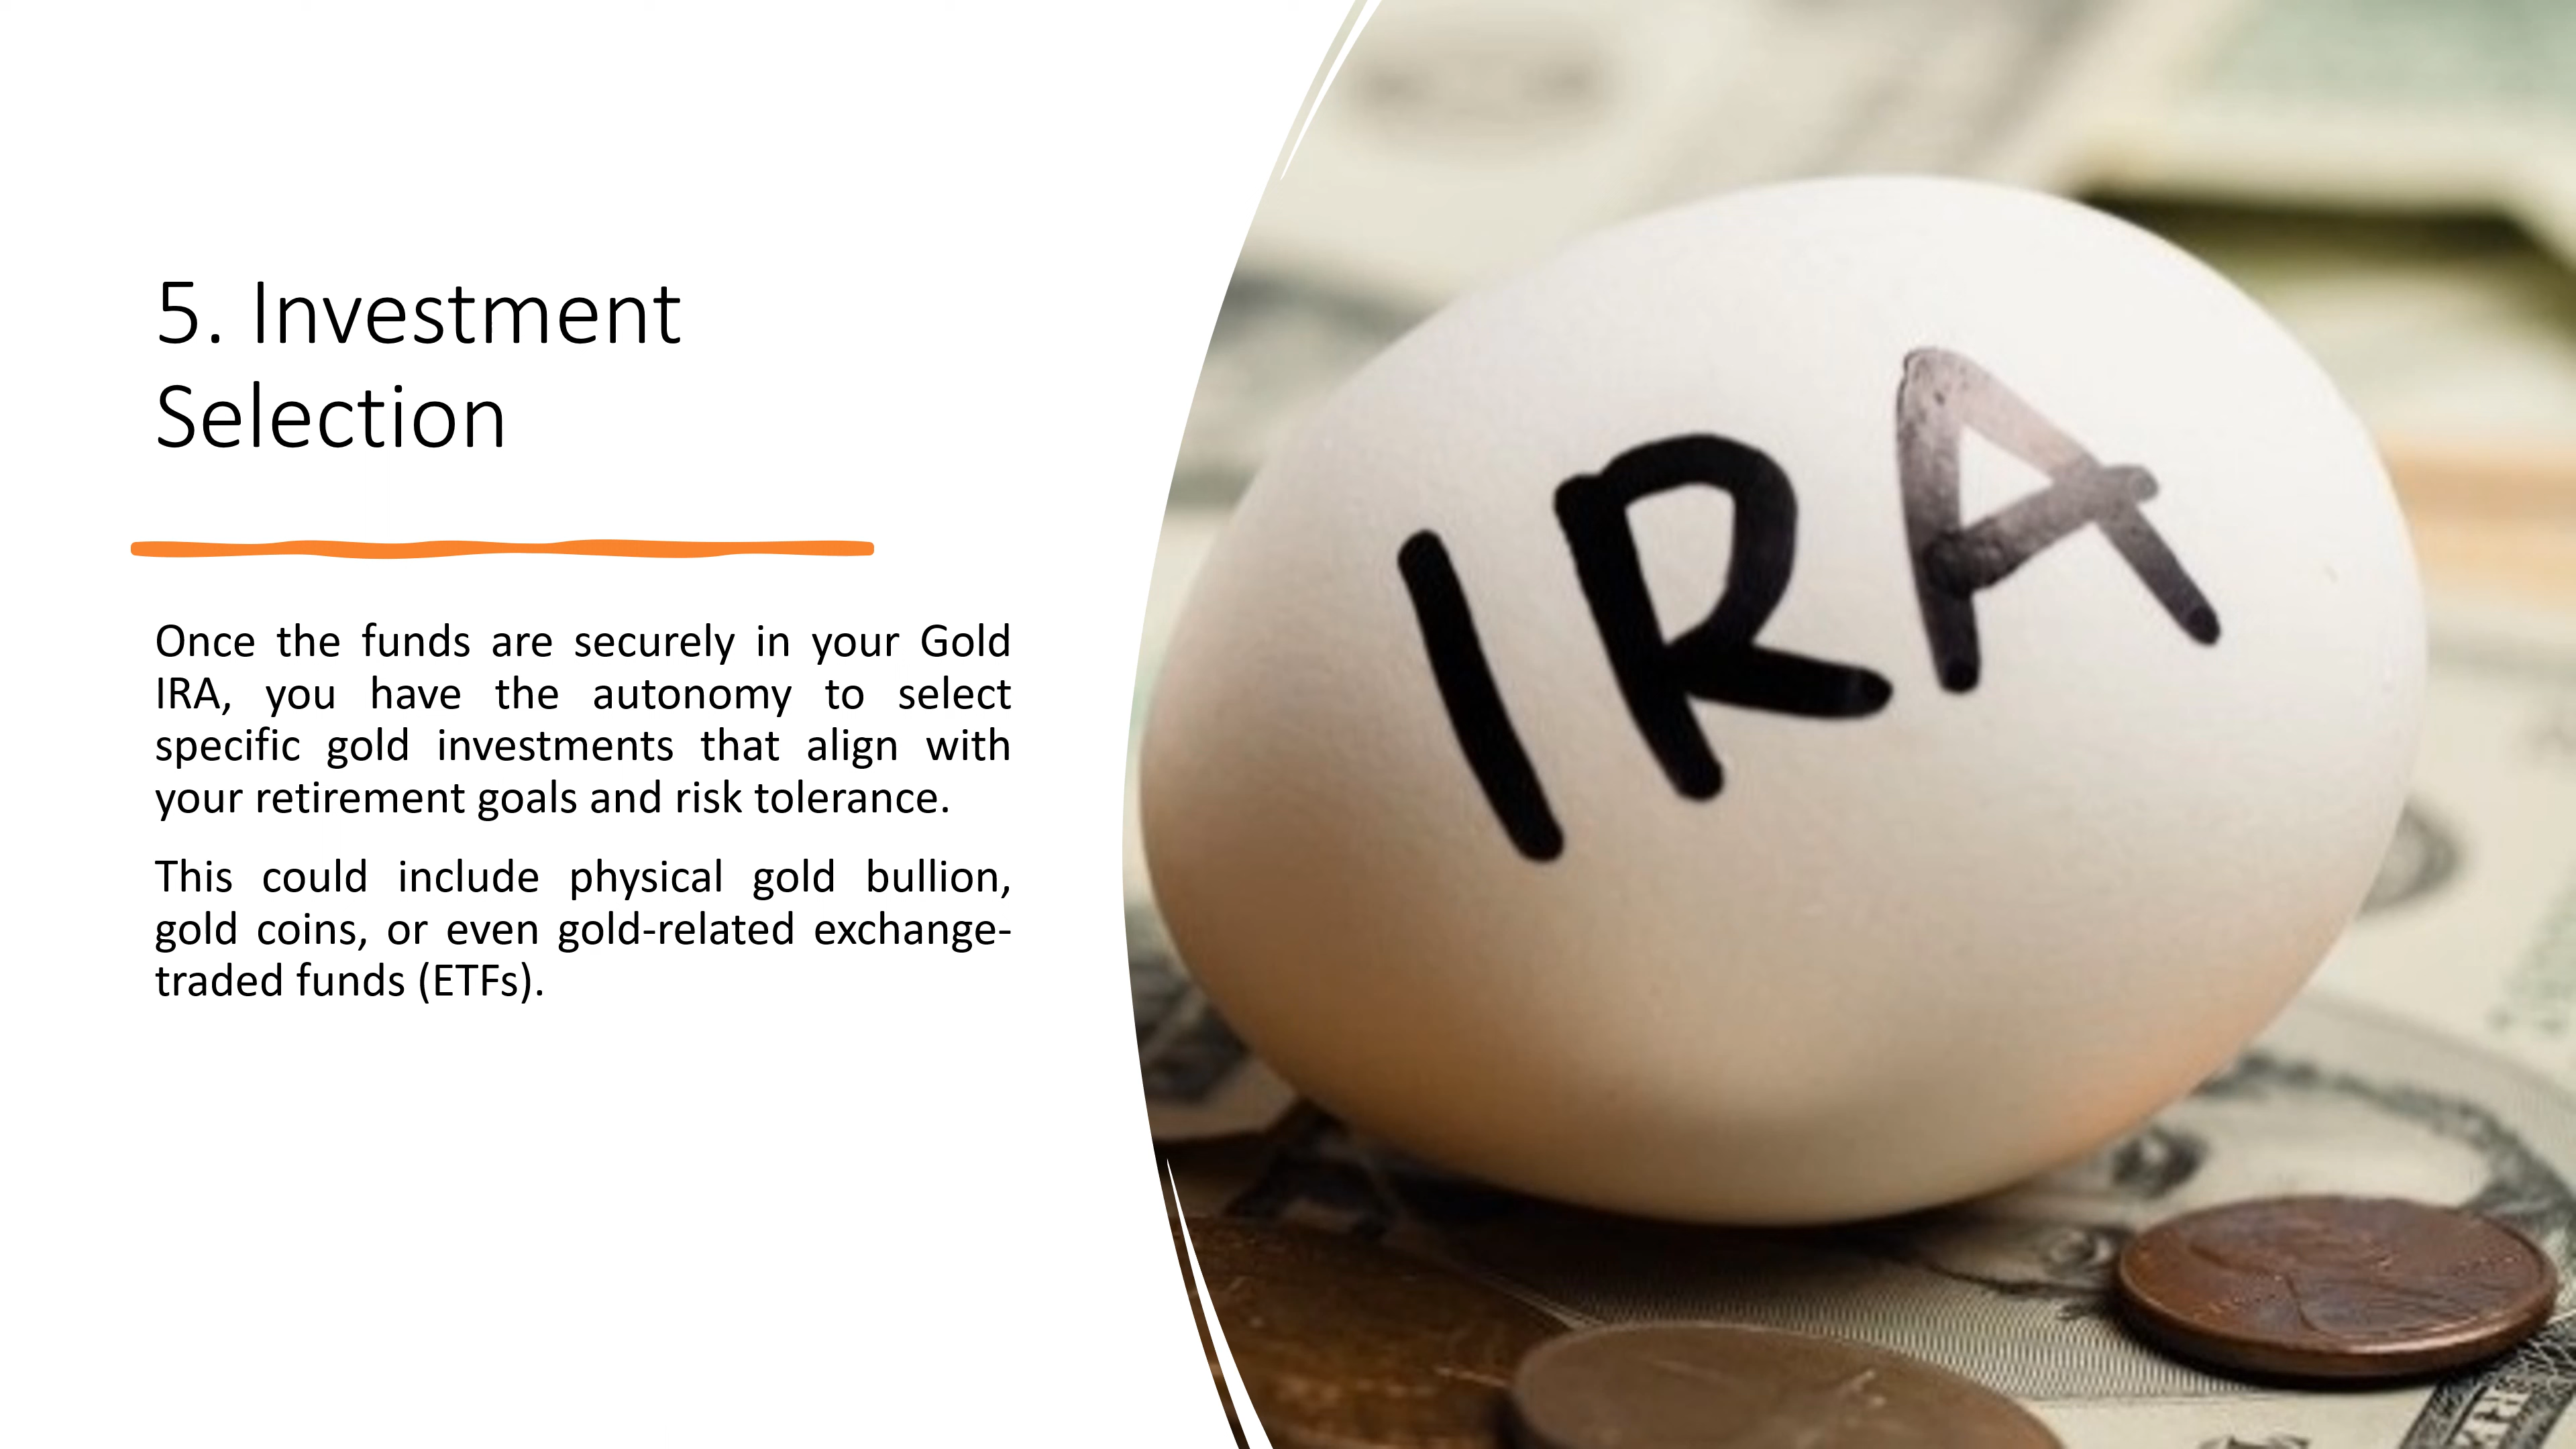 5. Investment
Selection
Once the funds are securely in your Gold
IRA, you have the autonomy to select
specific gold investments that align with
your retirement goals and risk tolerance.
This could include physical gold bullion,
gold coins, or even gold-related exchange-
traded funds (ETFs).
IRA